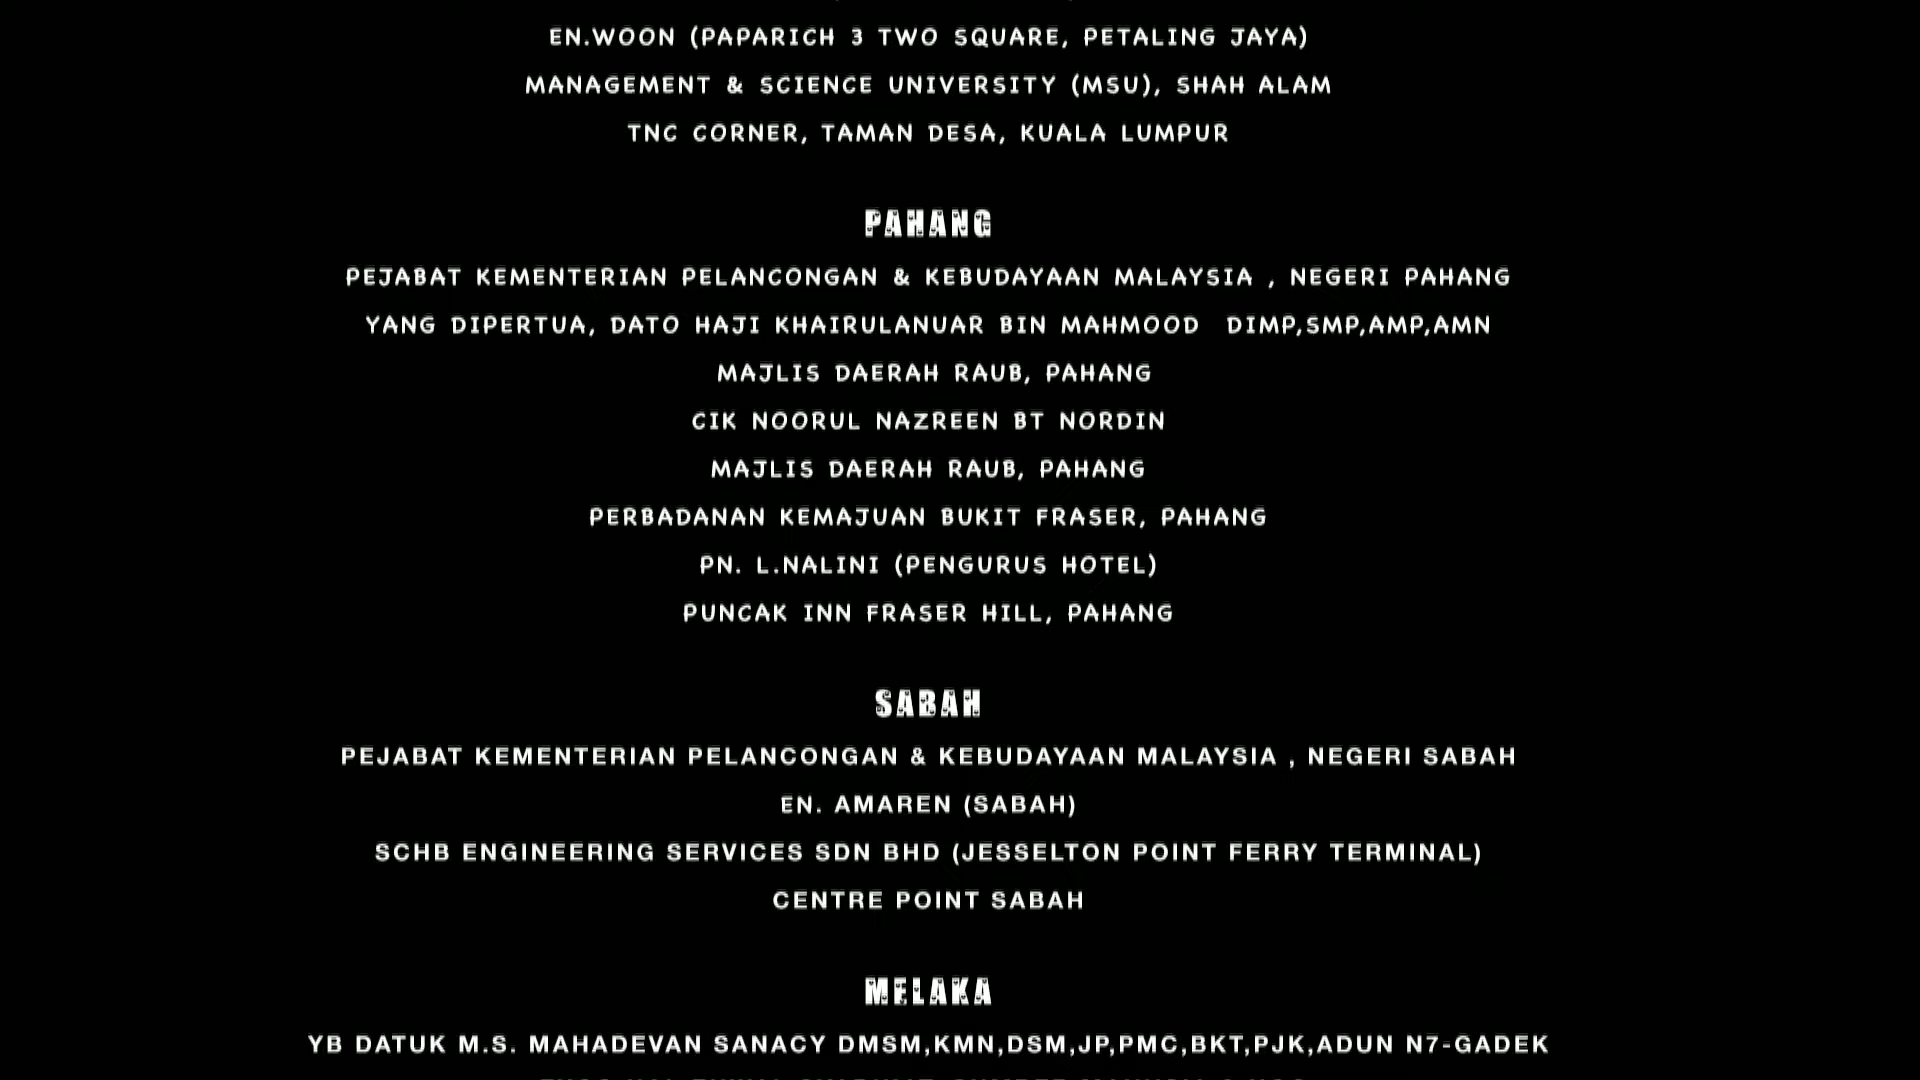 EN.WOON (PAPARICH 3 TWO SQUARE, PETALING JAYA)
MANAGEMENT & SCIENCE UNIVERSITY (MSU), SHAH ALAM
TNC CORNER, TAMAN DESA, KUALA LUMPUR
PAHANG
PEJABAT KEMENTERIAN PELANCONGAN & KEBUDAYAAN MALAYSIA , NEGERI PAHANG
YANG DIPERTUA, DATO HAJI KHAIRULANUAR BIN MAHMOOD  DIMP,SMP,AMP,AMN
MAJLIS DAERAH RAUB, PAHANG
CIK NOORUL NAZREEN BT NORDIN
MAJLIS DAERAH RAUB, PAHANG
PERBADANAN KEMAJUAN BUKIT FRASER, PAHANG
PN. L.NALINI (PENGURUS HOTEL)
PUNCAK INN FRASER HILL, PAHANG
SABAH
PEJABAT KEMENTERIAN PELANCONGAN & KEBUDAYAAN MALAYSIA , NEGERI SABAH
EN. AMAREN (SABAH)
SCHB ENGINEERING SERVICES SDN BHD (JESSELTON POINT FERRY TERMINAL)
CENTRE POINT SABAH
MELAKA
YB DATUK M.S. MAHADEVAN SANACY DMSM,KMN,DSM,JP,PMC,BKT,PJK,ADUN N7-GADEK